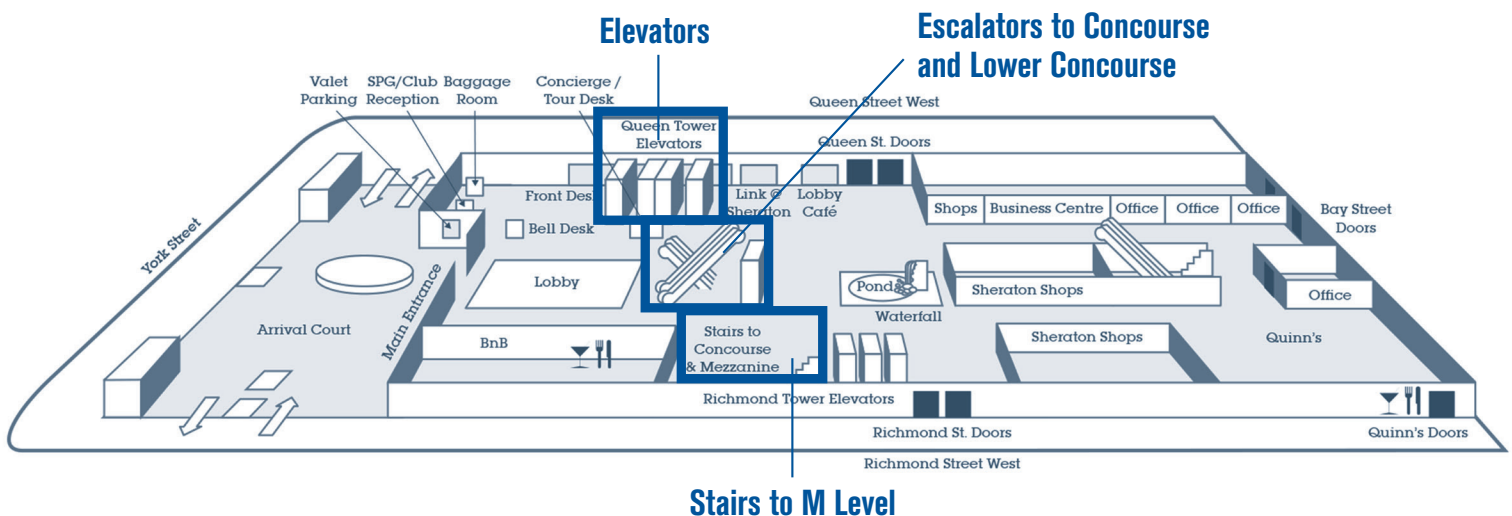 Elevators
Escalators to Concourse
and Lower Concourse
Valet
Parking
SPG/Club
Reception
Baggage
Room
Concierge /
Tour Desk
Queen Street West
Queen Tower
Elevators
Queen St. Doors
Front Des
Link @
Sheraton
Lobby
Café
Shops
Business Centre
Office
Office
Office
Bay Street
Doors
York Street
Bell Desk
Lobby
Pond
Waterfall
Sheraton Shops
Office
Main Entrance
Arrival Court
BnB
Stairs to
Concourse
& Mezzanine
Sheraton Shops
Quinn's
Richmond Tower Elevators
Richmond St. Doors
Quinn's Doors
Richmond Street West
Stairs to M Level